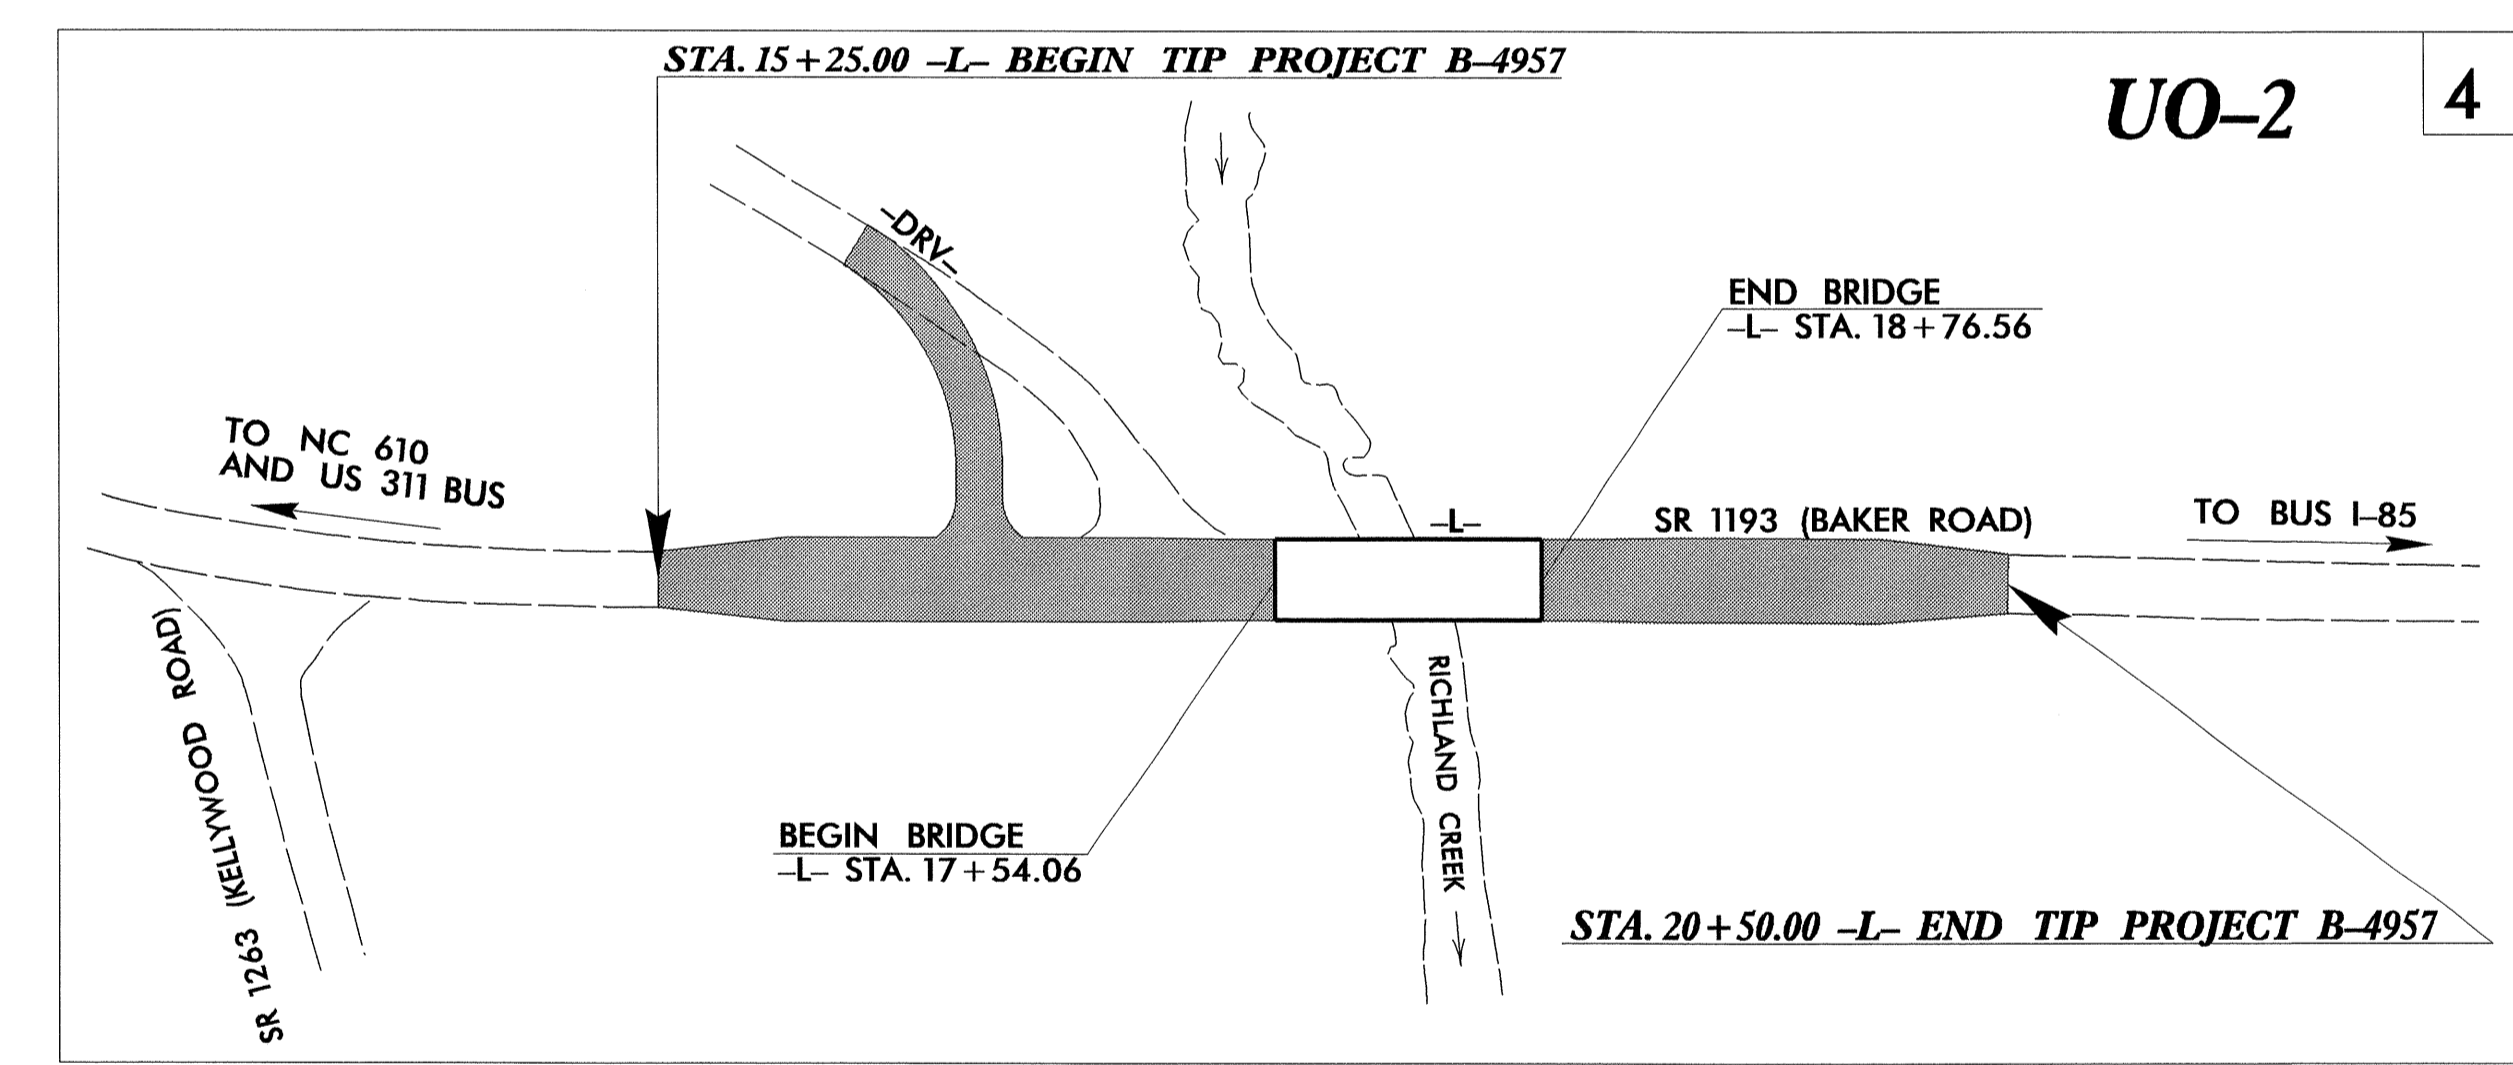 STA. 15+25.00 -L- BEGIN TIP PROJECT B-4957
UO-2
4
-DRV-
END BRIDGE
-L- STA. 18+76.56
TO NC 610
AND US 311 BUS
-L-
SR 1193 (BAKER ROAD)
TO BUS I-85
SR 1263 (KELLYWOOD ROAD)
RICHLAND CREEK
BEGIN BRIDGE
-L- STA. 17+54.06
STA. 20+50.00 -L- END TIP PROJECT B-4957